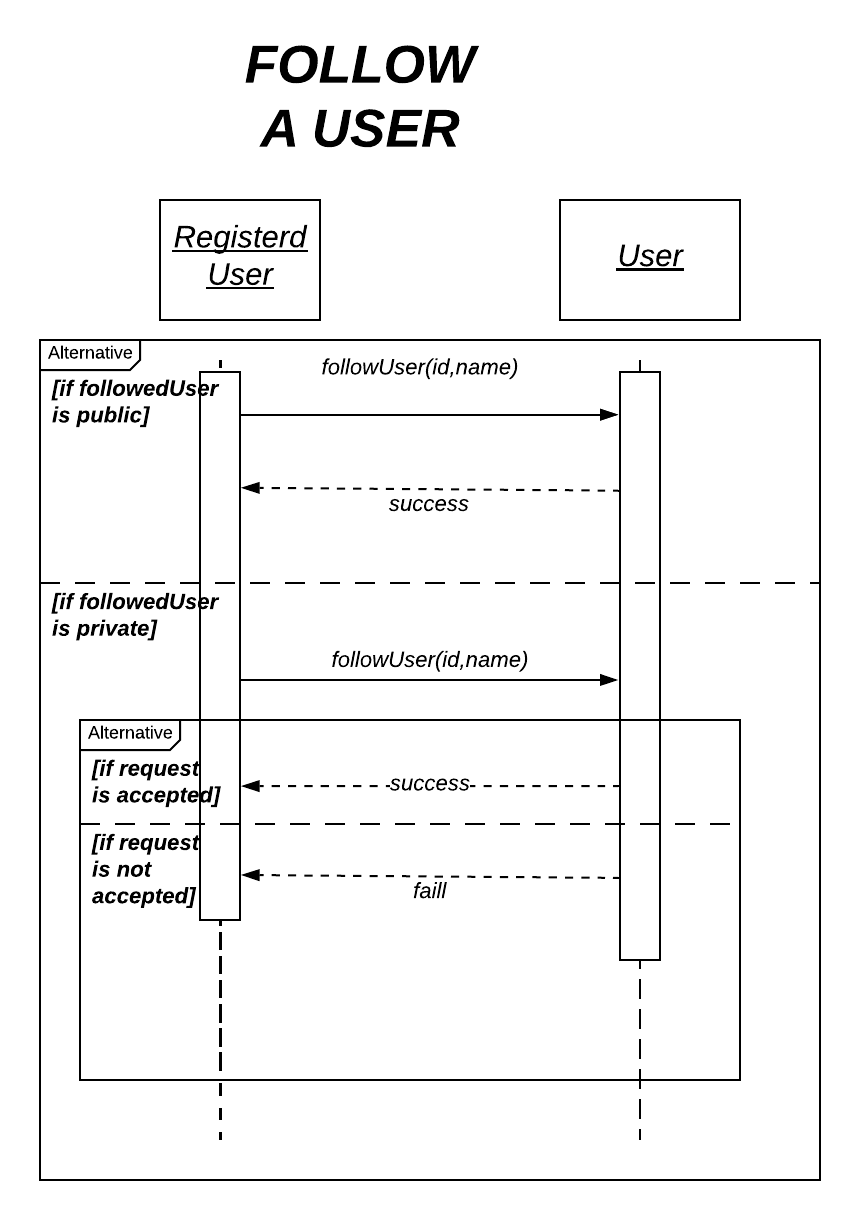 FOLLOW
A USER
Registerd
User
User
Alternative
followUser(id,name)
[if followedUser
is public]
success
[if followedUser
is private]
followUser(id,name)
Alternative
[if request
is accepted]
success
[if request
is not
accepted]
faill